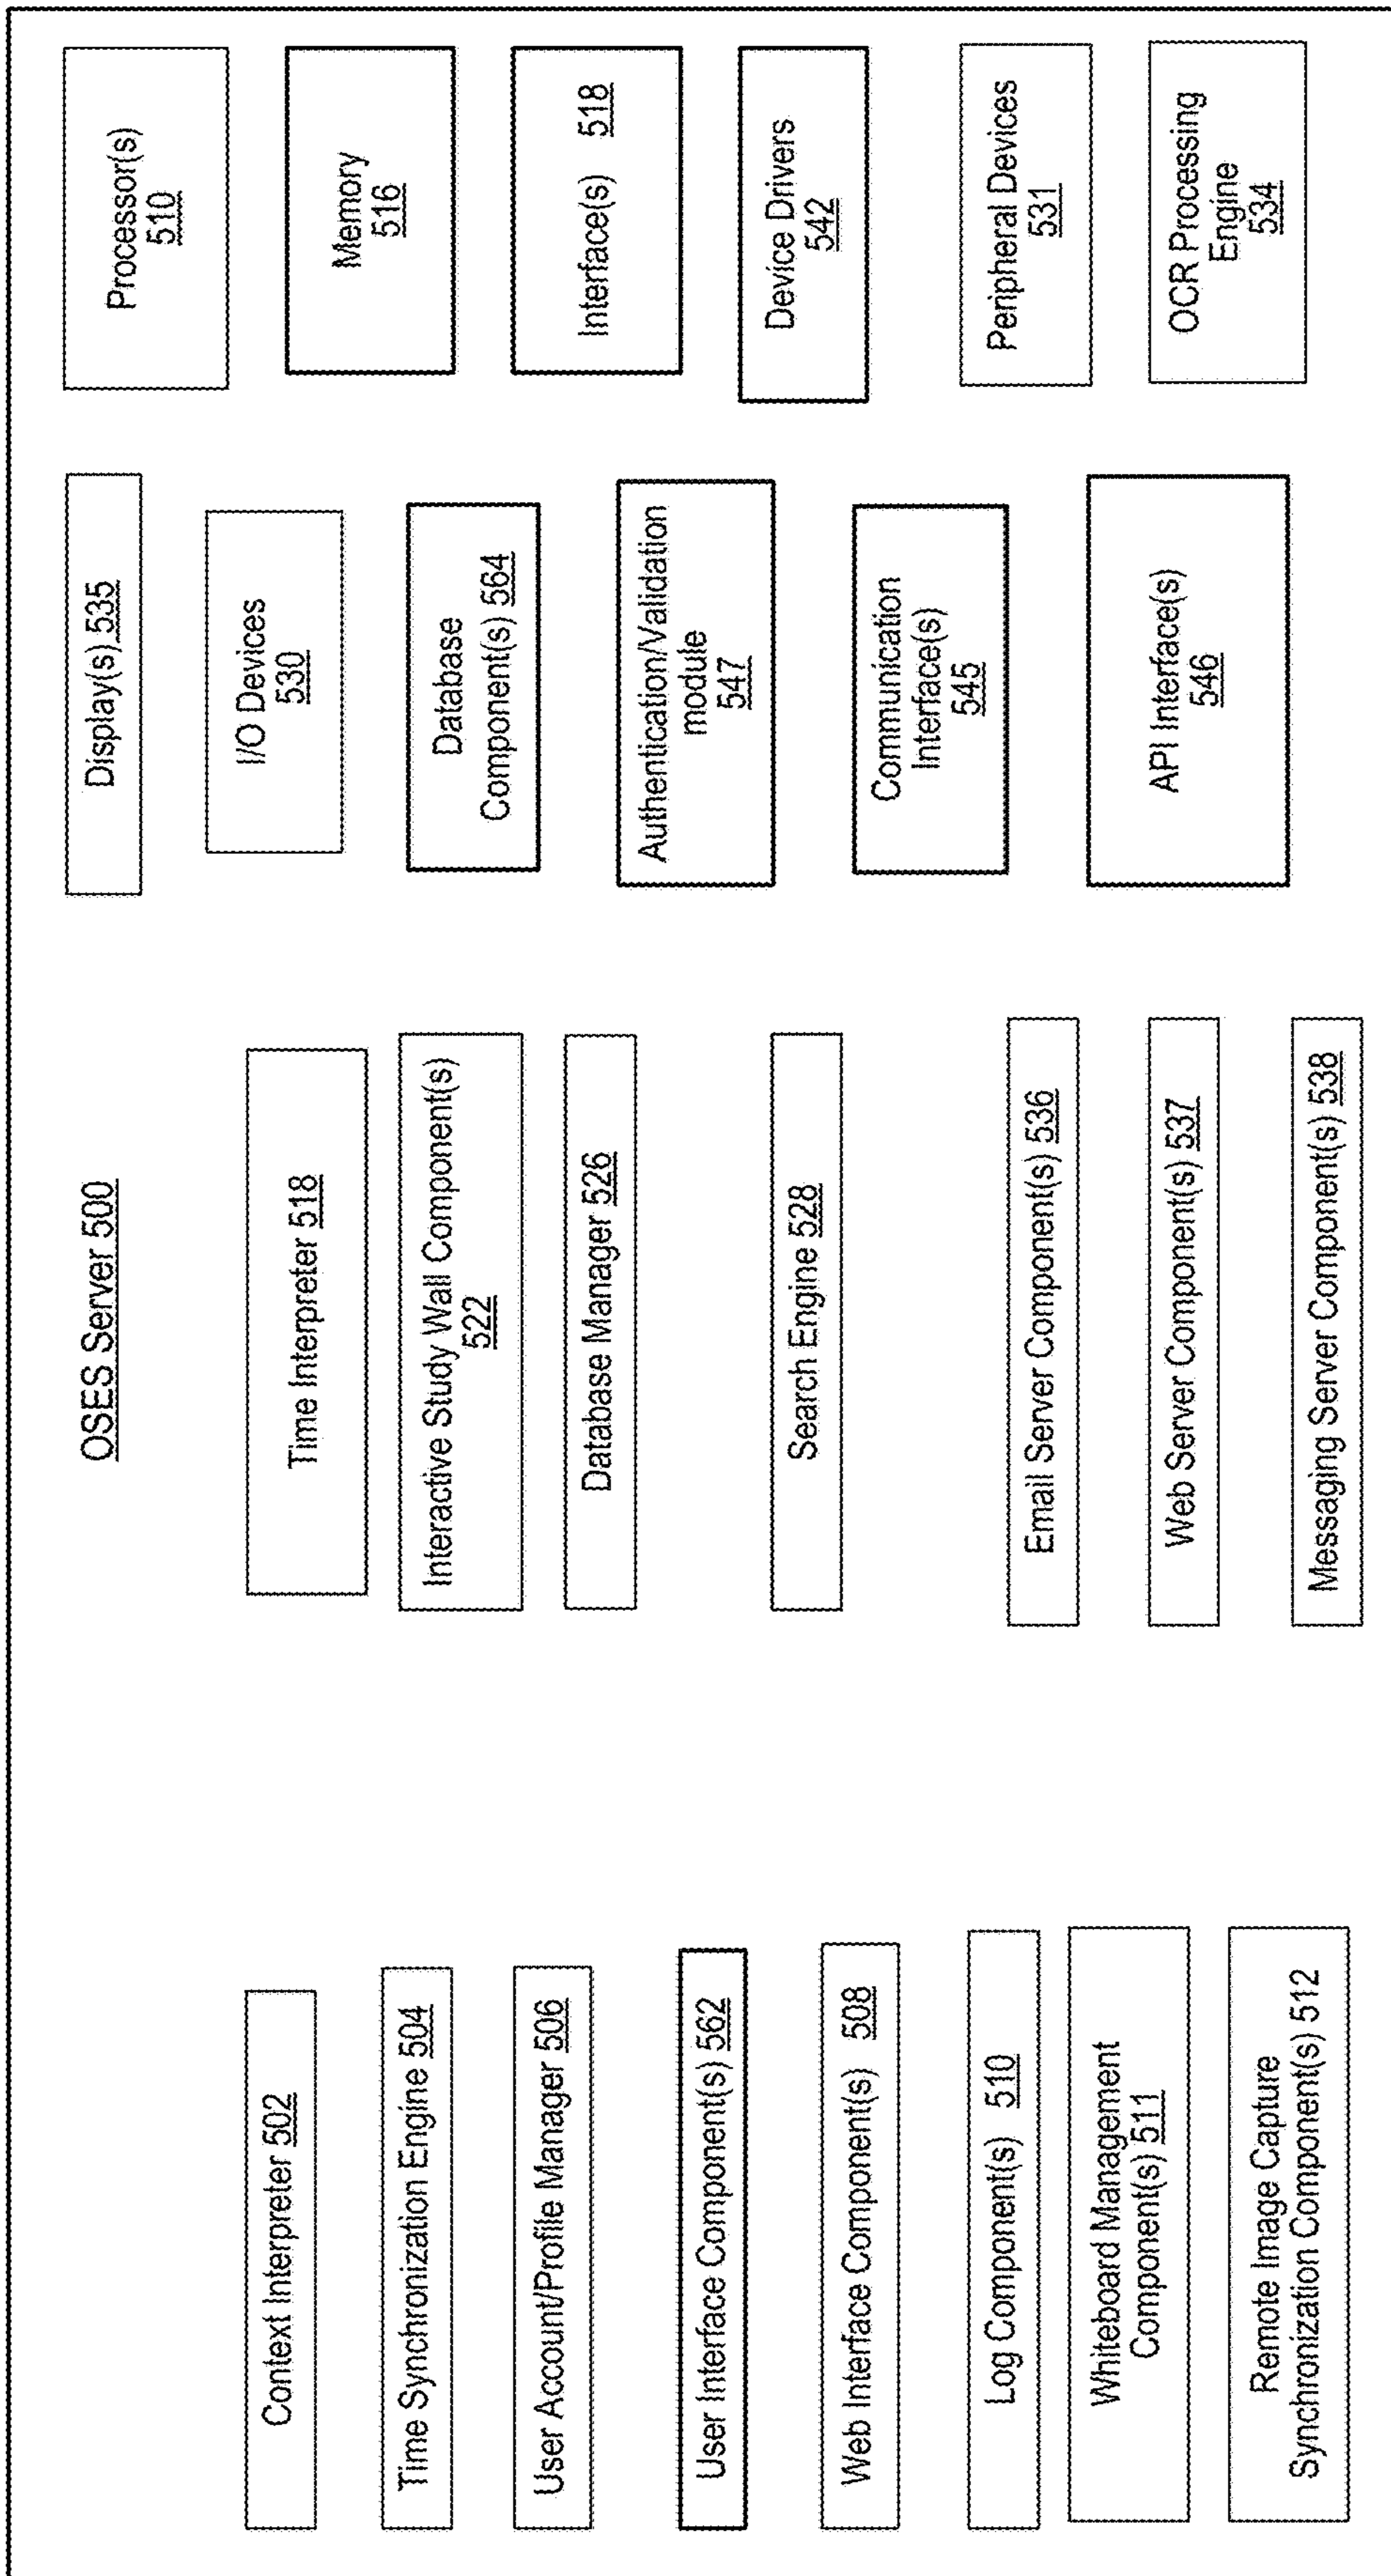 OSES Server 500
Context Interpreter 502
Time Synchronization Engine 504
User Account/Profile Manager 506
User Interface Component(s) 562
Web Interface Component(s) 508
Log Component(s) 510
Whiteboard Management
Component(s) 511
Remote Image Capture
Synchronization Component(s) 512
Time Interpreter 518
Interactive Study Wall Component(s)
522
Database Manager 526
Search Engine 528
Email Server Component(s) 536
Web Server Component(s) 537
Messaging Server Component(s) 538
Display(s) 535
I/O Devices
530
Database
Component(s) 564
Authentication/Validation
module
547
Communication
Interface(s)
545
API Interface(s)
546
Processor(s)
510
Memory
516
Interface(s) 518
Device Drivers
542
Peripheral Devices
531
OCR Processing
Engine
534